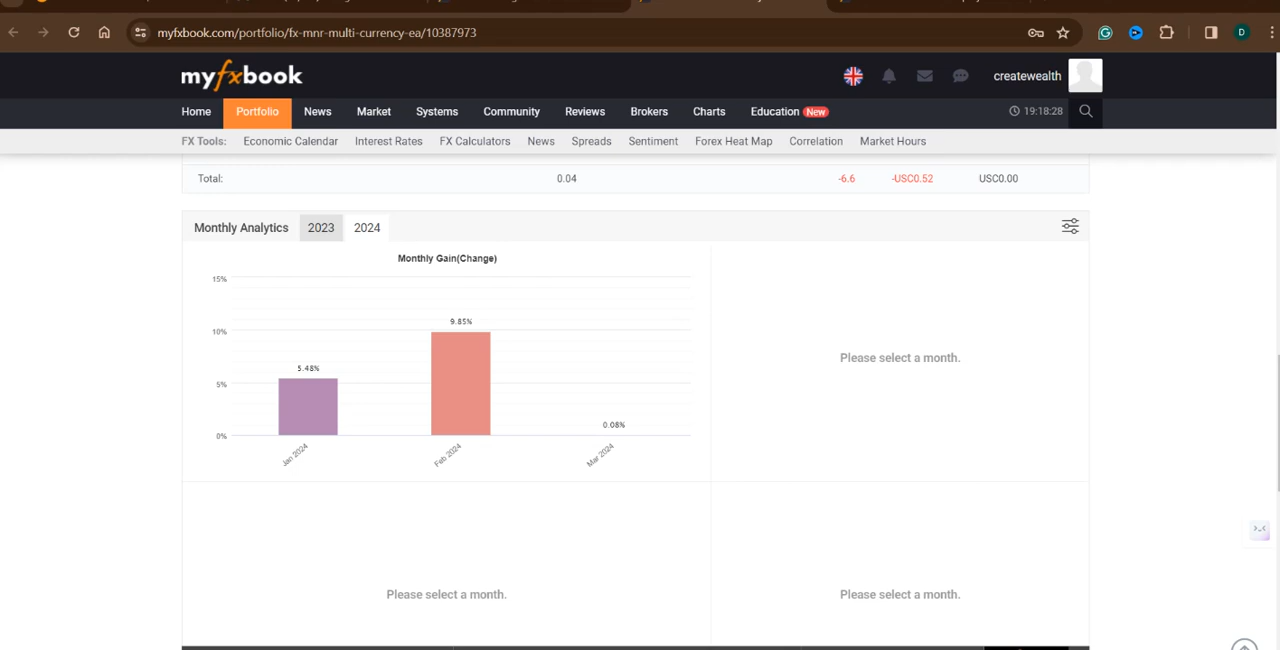 myfxbook.com/portfolio/fx-mnr-multi-currency-ea/10387973
D
myfxbook
createwealth
Home Portfolio News Market Systems Community Reviews Brokers Charts Education New 19:18:28
FX Tools: Economic Calendar Interest Rates FX Calculators News Spreads Sentiment Forex Heat Map Correlation Market Hours
Total: 0.04 -6.6 -USC0.52 USC0.00
Monthly Analytics 2023 2024
Monthly Gain(Change)
15%
10%
5%
0%
5.48%
9.85%
0.08%
Jan 2024
Feb 2024
Mar 2024
Please select a month.
Please select a month.
Please select a month.